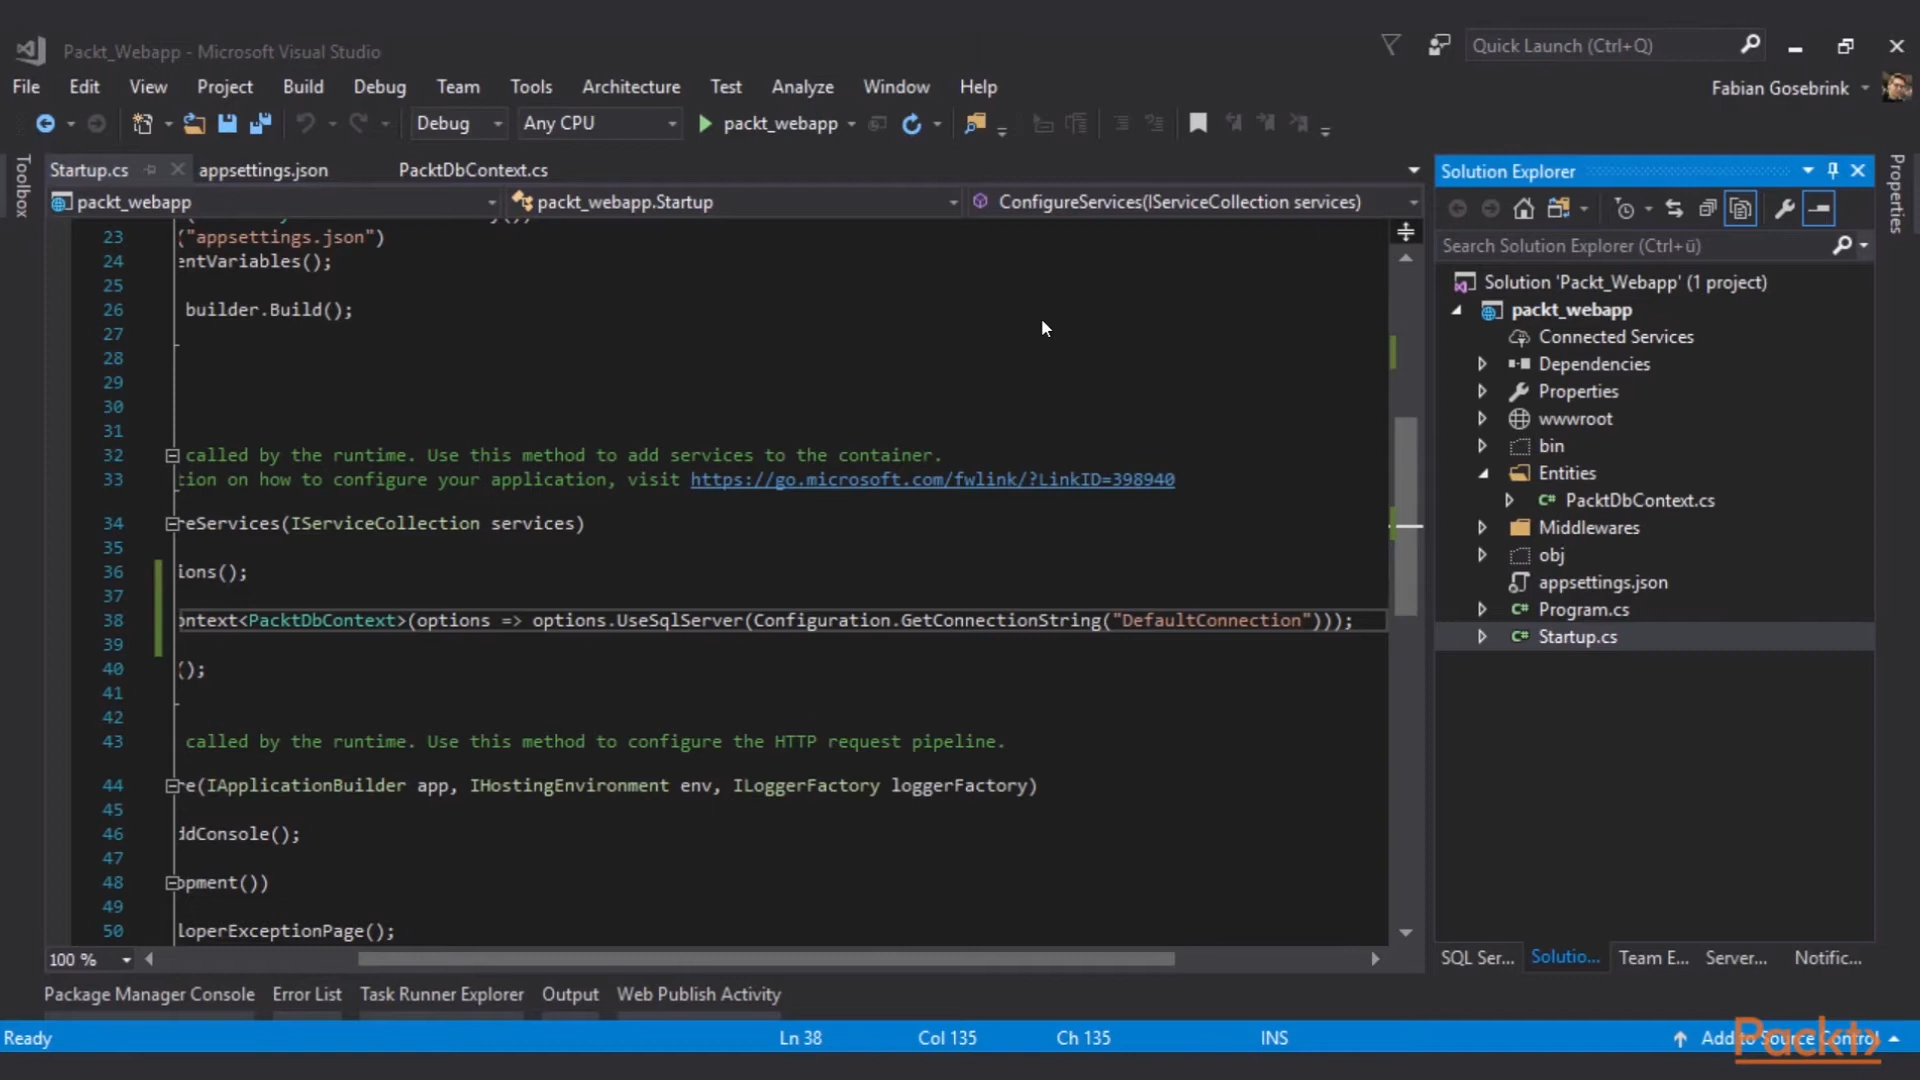 Packt_Webapp - Microsoft Visual Studio
Quick Launch (Ctrl+Q)
File Edit View Project Build Debug Team Tools Architecture Test Analyze Window Help
Fabian Gosebrink
Debug Any CPU packt_webapp
Toolbox
Startup.cs appsettings.json PacktDbContext.cs
packt_webapp packt_webapp.Startup ConfigureServices(IServiceCollection services)
23 ("appsettings.json")
24 entVariables();
25
26 builder.Build();
27
28
29
30
31
32 called by the runtime. Use this method to add services to the container.
33 tion on how to configure your application, visit https://go.microsoft.com/fwlink/?LinkID=398940
34 reServices(IServiceCollection services)
35
36 ions();
37
38 ontext<PacktDbContext>(options => options.UseSqlServer(Configuration.GetConnectionString("DefaultConnection")));
39
40 ();
41
42
43 called by the runtime. Use this method to configure the HTTP request pipeline.
44 re(IApplicationBuilder app, IHostingEnvironment env, ILoggerFactory loggerFactory)
45
46 ddConsole();
47
48 opment())
49
50 loperExceptionPage();
100 %
Solution Explorer
Search Solution Explorer (Ctrl+ü)
Solution 'Packt_Webapp' (1 project)
packt_webapp
Connected Services
Dependencies
Properties
wwwroot
bin
Entities
PacktDbContext.cs
Middlewares
obj
appsettings.json
Program.cs
Startup.cs
SQL Ser... Solutio... Team E... Server... Notific...
Properties
Package Manager Console Error List Task Runner Explorer Output Web Publish Activity
Ready Ln 38 Col 135 Ch 135 INS Add to Source Control
Packt